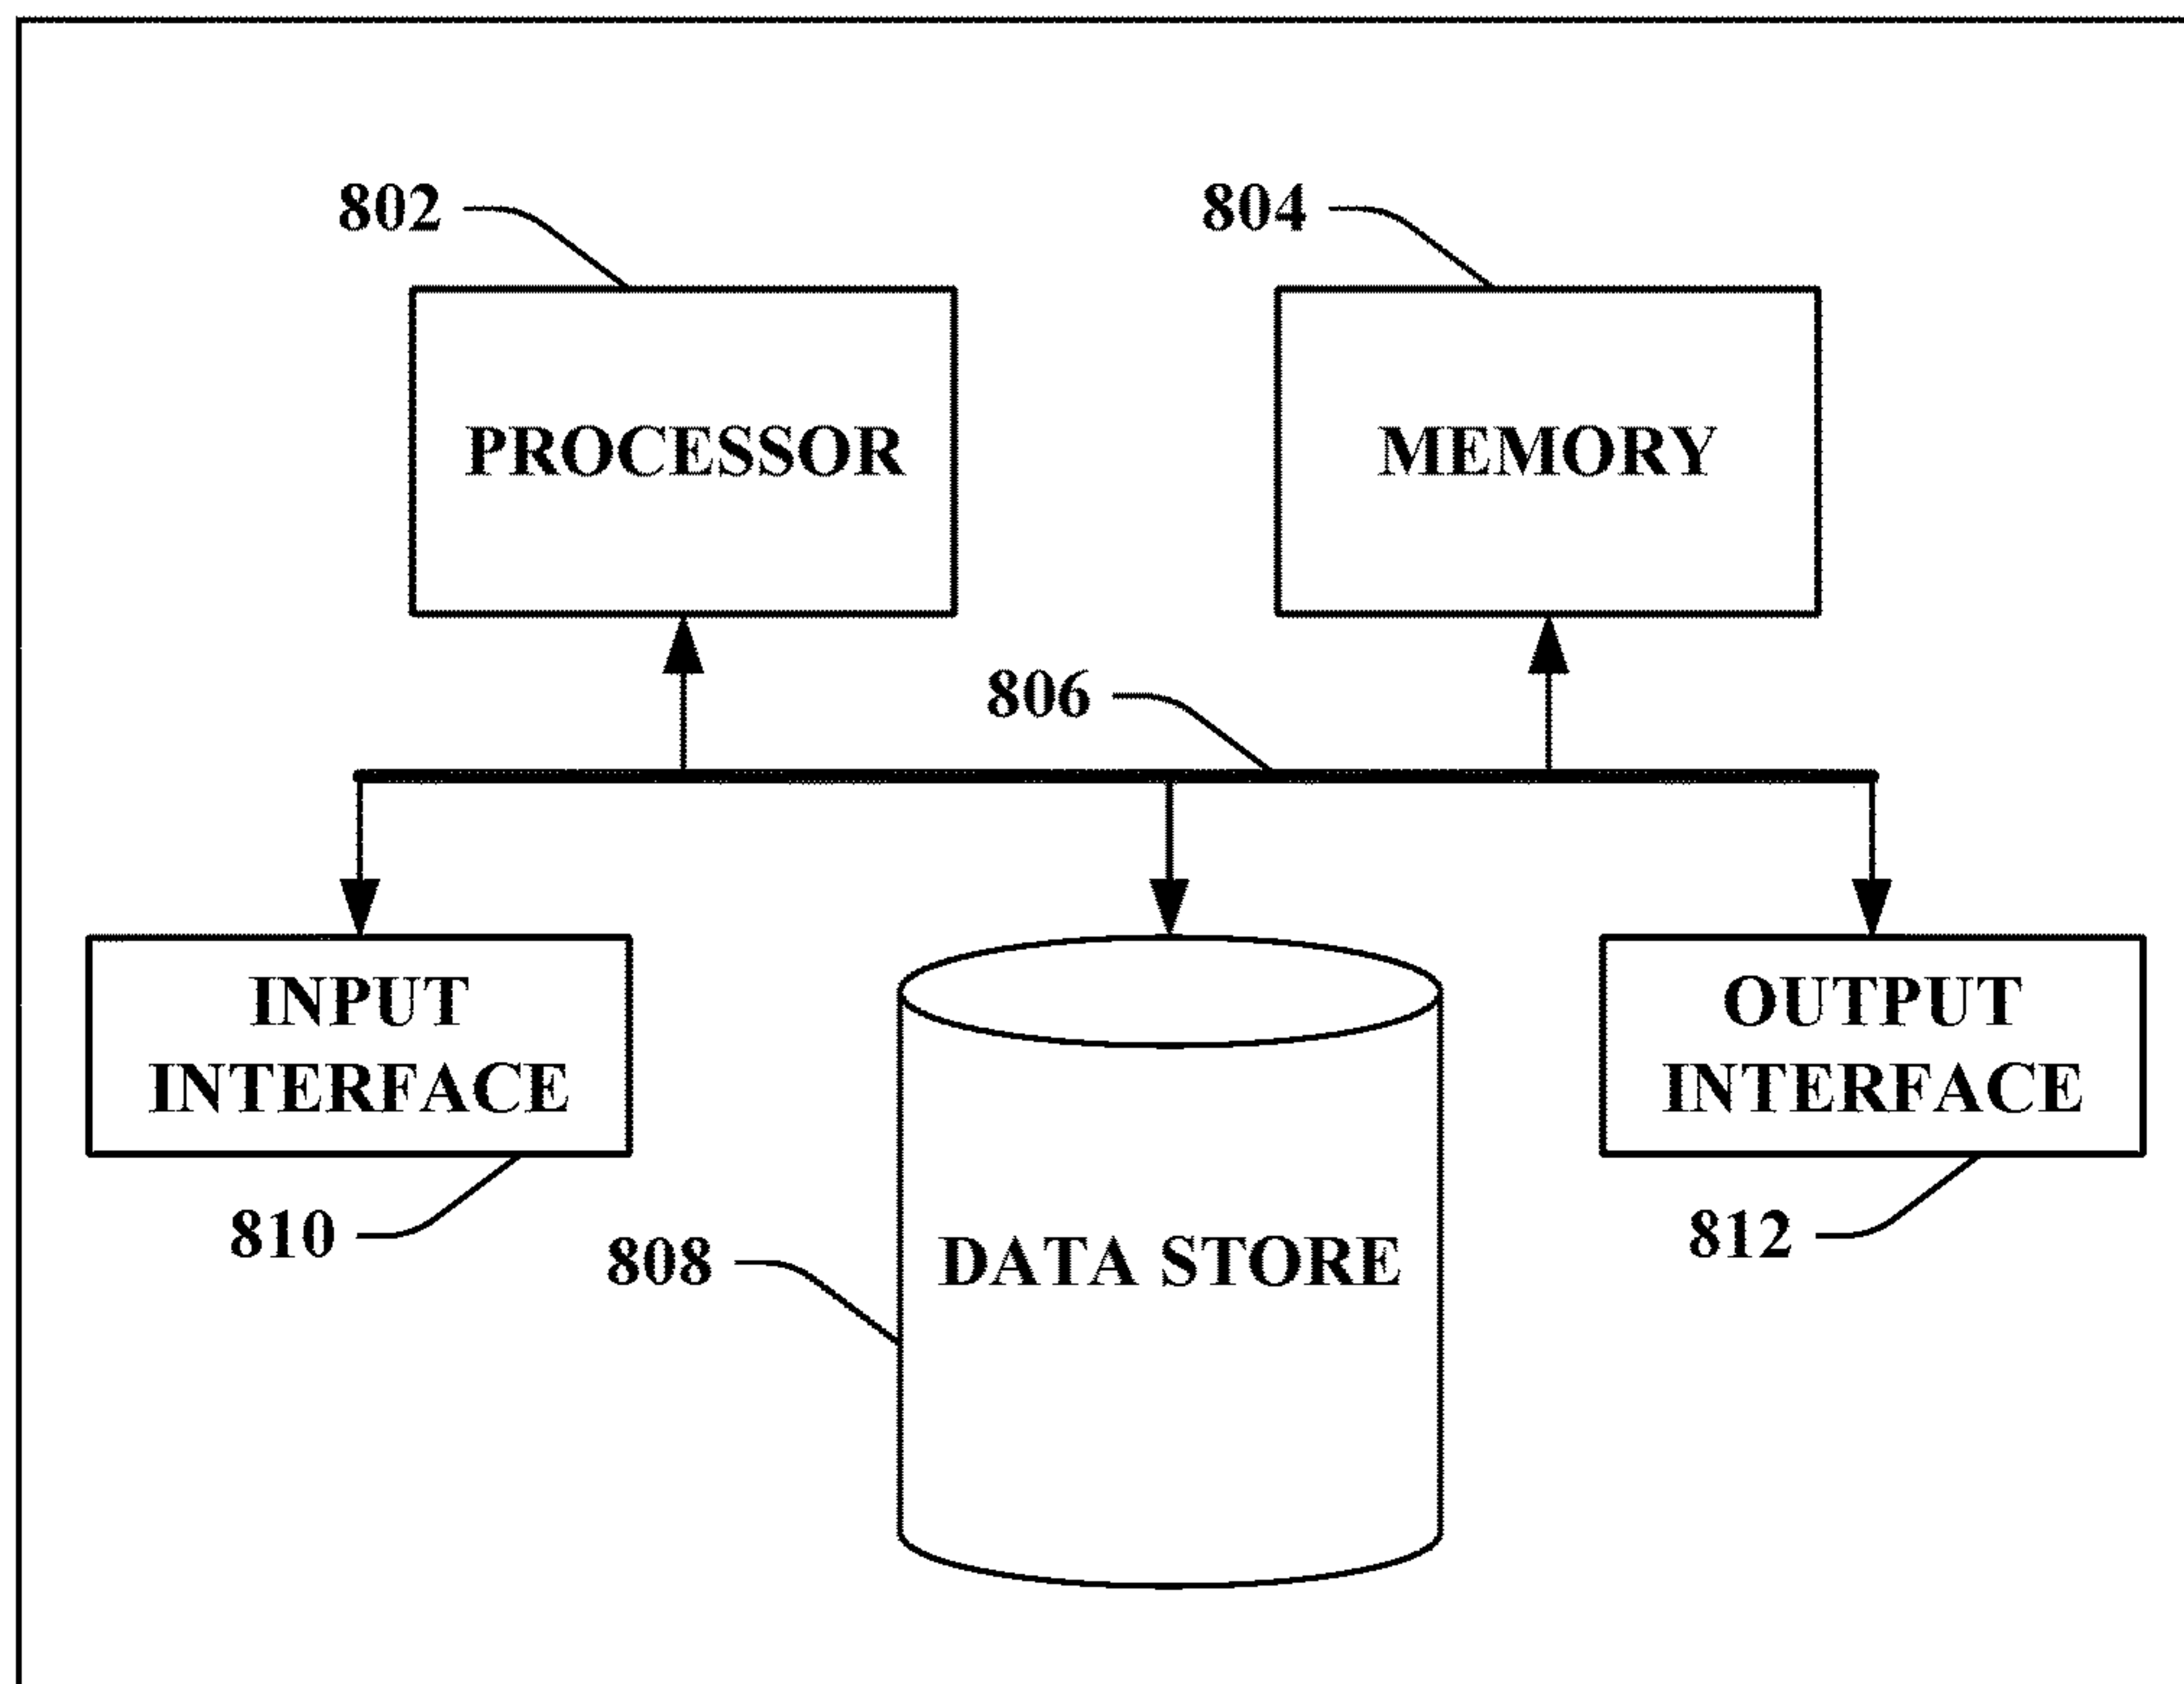 802
804
PROCESSOR
MEMORY
806
INPUT
INTERFACE
OUTPUT
INTERFACE
810
808
DATA STORE
812